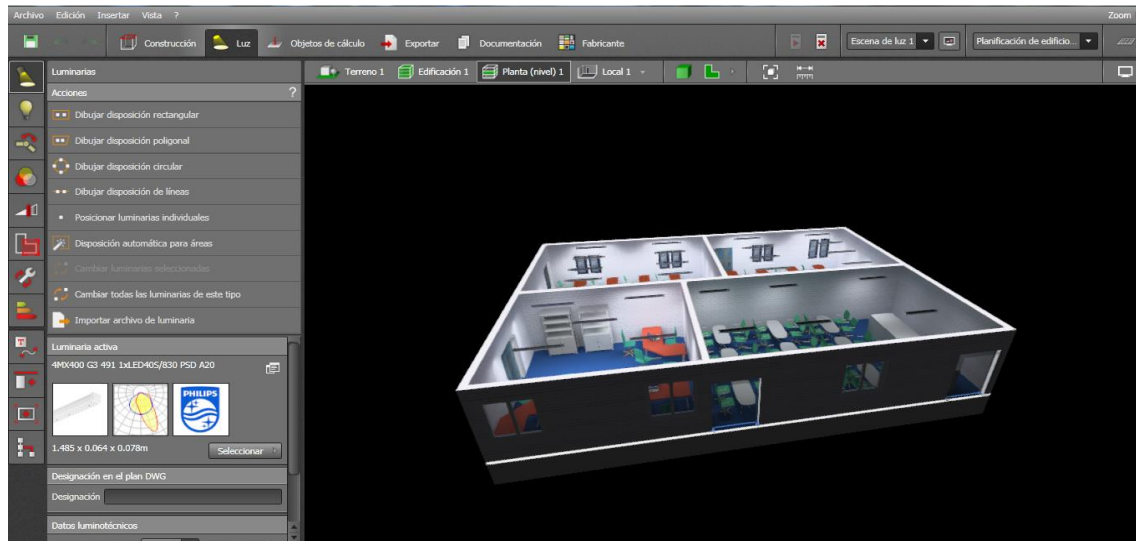 Archivo Edición Insertar Vista ?
Zoom
Construcción Luz Objetos de cálculo Exportar Documentación Fabricante
Escena de luz 1 Planificación de edificio...
Luminarias
Terreno 1 Edificación 1 Planta (nivel) 1 Local 1
Acciones ?
Dibujar disposición rectangular
Dibujar disposición poligonal
Dibujar disposición circular
Dibujar disposición de líneas
Posicionar luminarias individuales
Disposición automática para áreas
Cambiar luminarias seleccionadas
Cambiar todas las luminarias de este tipo
Importar archivo de luminaria
Luminaria activa
4MX400 G3 491 1xLED40S/830 PSD A20
PHILIPS
1.485 x 0.064 x 0.078m
Seleccionar
Designación en el plan DWG
Designación
Datos luminotécnicos